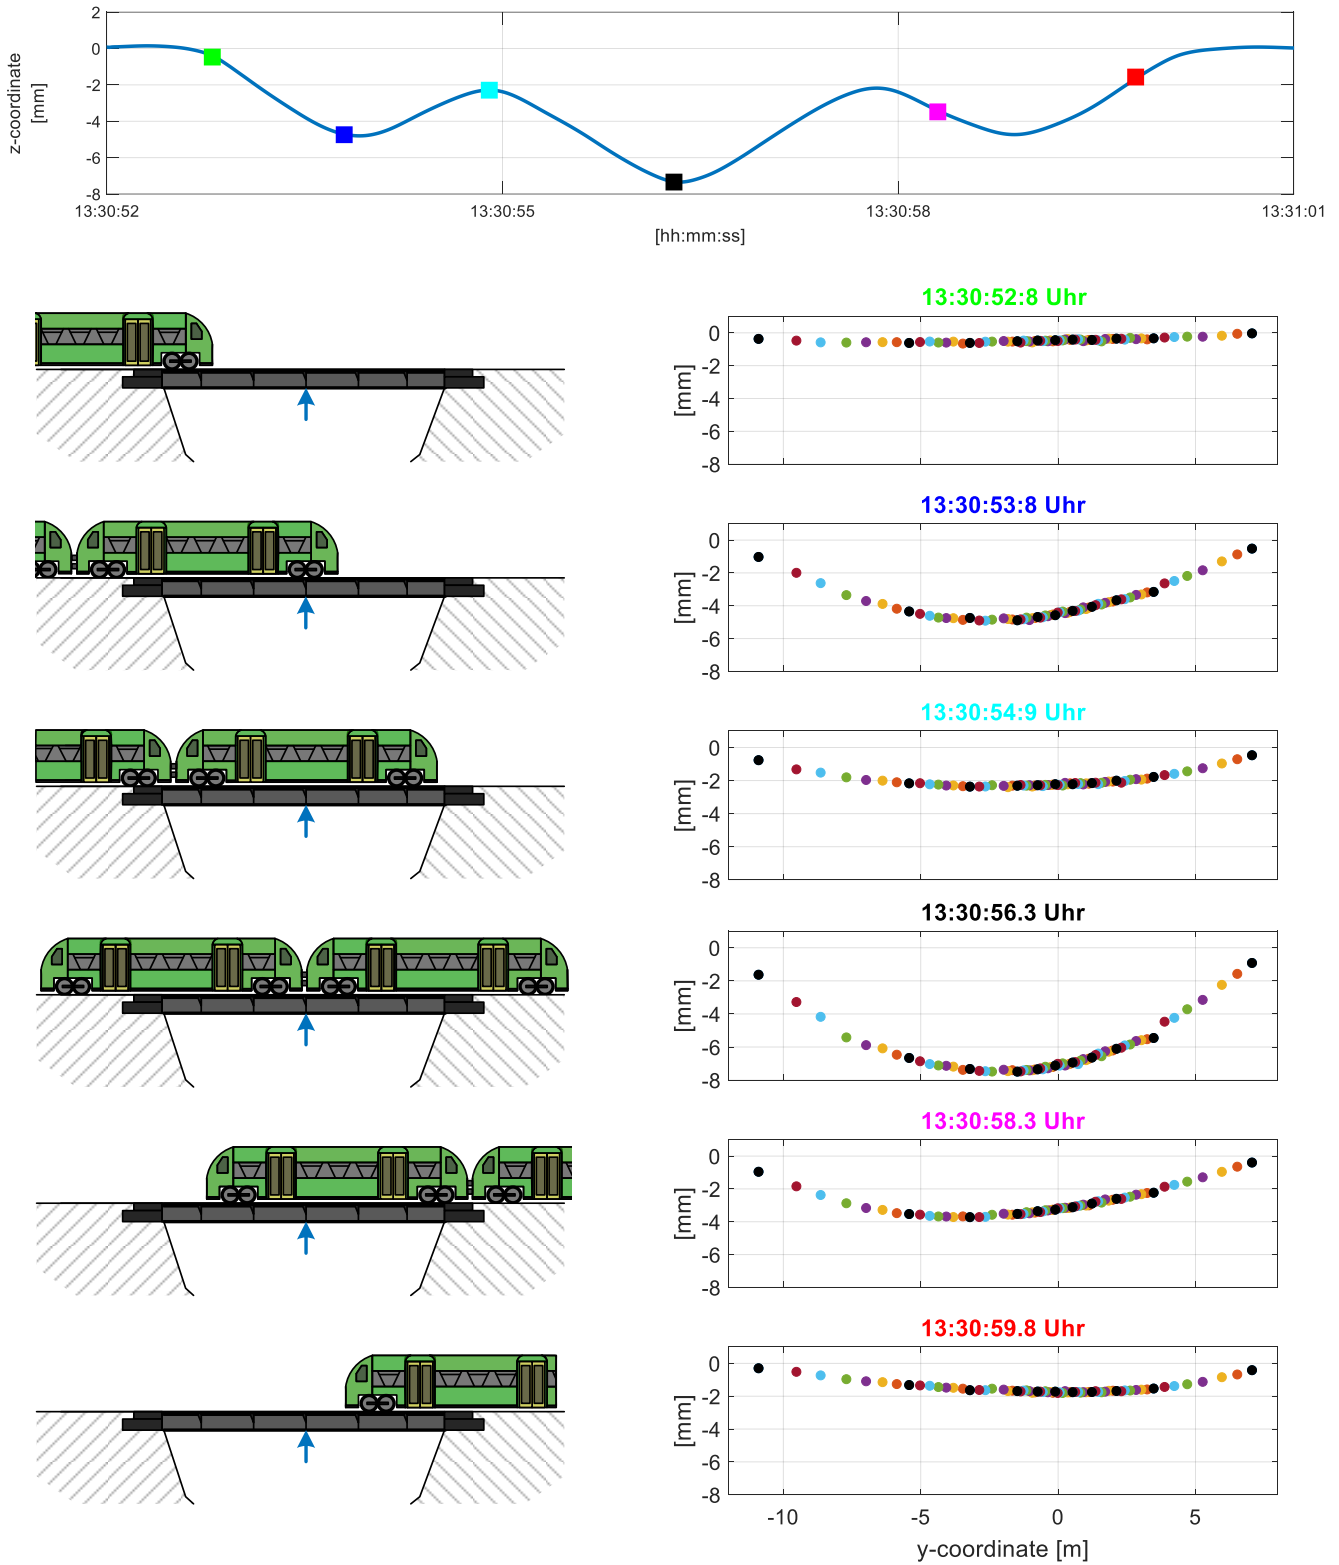 2
0
-2
-4
-6
-8
z-coordinate
[mm]
13:30:52
13:30:55
13:30:58
13:31:01
[hh:mm:ss]
13:30:52:8 Uhr
0
-2
-4
-6
-8
[mm]
13:30:53:8 Uhr
0
-2
-4
-6
-8
[mm]
13:30:54:9 Uhr
0
-2
-4
-6
-8
[mm]
13:30:56.3 Uhr
0
-2
-4
-6
-8
[mm]
13:30:58.3 Uhr
0
-2
-4
-6
-8
[mm]
13:30:59.8 Uhr
0
-2
-4
-6
-8
[mm]
-10
-5
0
5
y-coordinate [m]